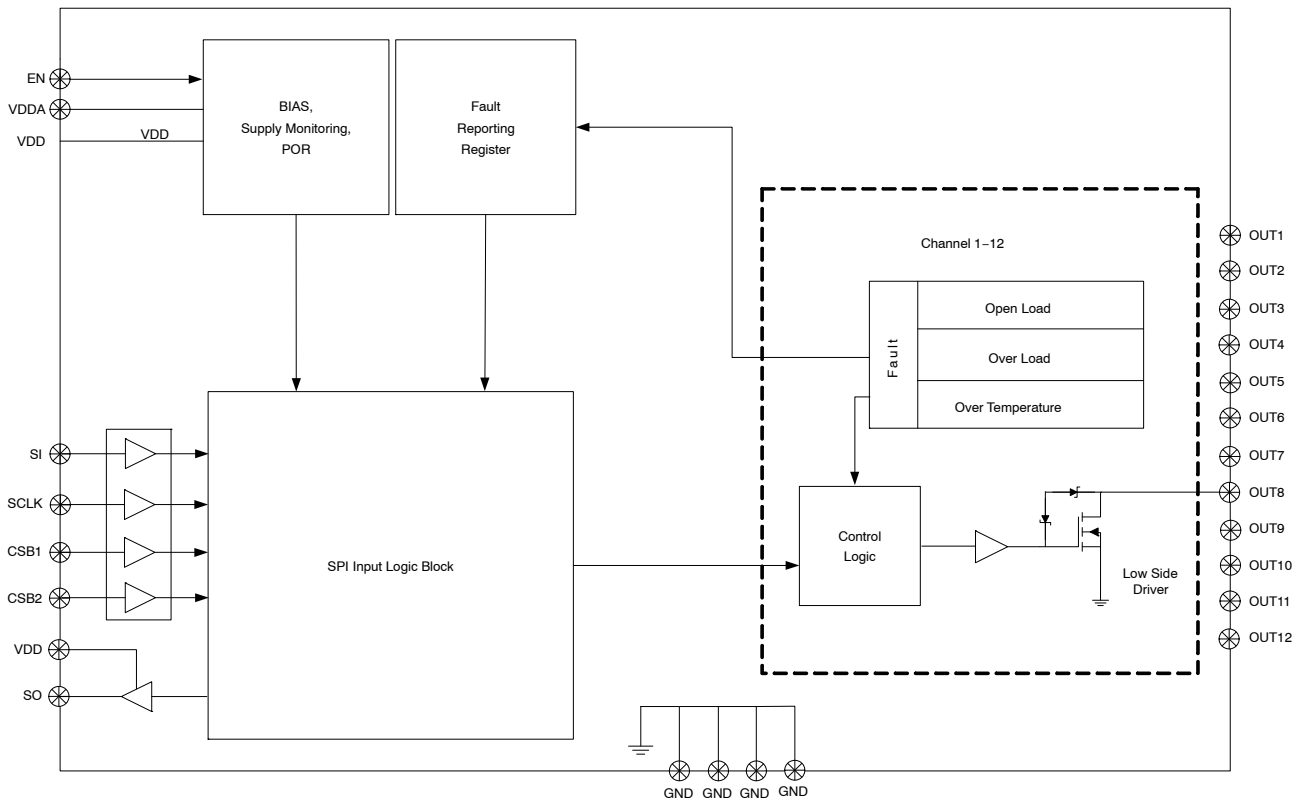 EN
VDDA
VDD
VDD
BIAS,
Supply Monitoring,
POR
Fault
Reporting
Register
Channel 1−12
Fault
Open Load
Over Load
Over Temperature
OUT1
OUT2
OUT3
OUT4
OUT5
OUT6
OUT7
OUT8
OUT9
OUT10
OUT11
OUT12
SI
SCLK
CSB1
CSB2
VDD
SO
SPI Input Logic Block
Control
Logic
Low Side
Driver
GND
GND
GND
GND